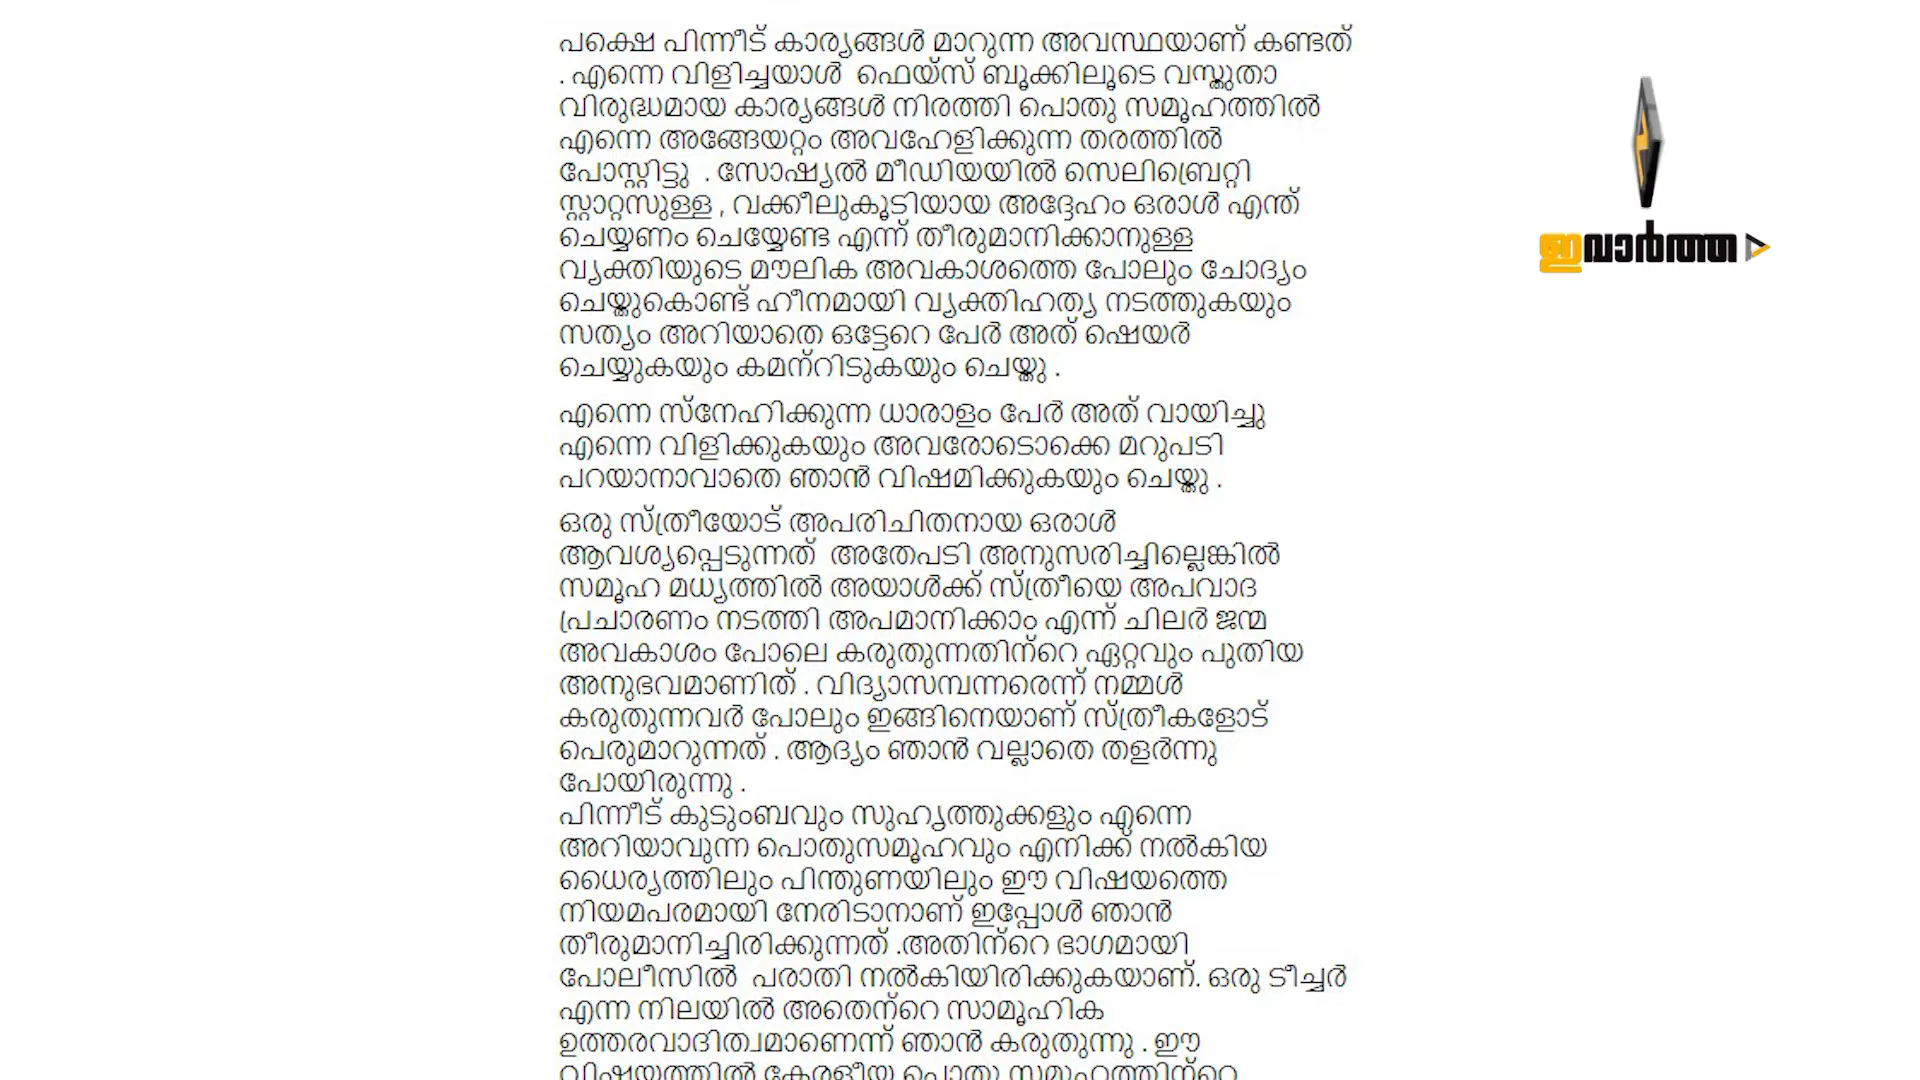 പക്ഷെ പിന്നീട് കാര്യങ്ങൾ മാറുന്ന അവസ്ഥയാണ് കണ്ടത്
. എന്നെ വിളിച്ചയാൾ ഫെയ്സ് ബൂക്കിലൂടെ വസ്തുതാ
വിരുദ്ധമായ കാര്യങ്ങൾ നിരത്തി പൊതു സമൂഹത്തിൽ
എന്നെ അങ്ങേയറ്റം അവഹേളിക്കുന്ന തരത്തിൽ
പോസ്റ്റിട്ടു . സോഷ്യൽ മീഡിയയിൽ സെലിബ്രെറ്റി
സ്റ്റാറ്റസുള്ള , വക്കീലുകൂടിയായ അദ്ദേഹം ഒരാൾ എന്ത്
ചെയ്യണം ചെയ്യേണ്ട എന്ന് തീരുമാനിക്കാനുള്ള
വ്യക്തിയുടെ മൗലിക അവകാശത്തെ പോലും ചോദ്യം
ചെയ്തുകൊണ്ട് ഹീനമായി വ്യക്തിഹത്യ നടത്തുകയും
സത്യം അറിയാതെ ഒട്ടേറെ പേർ അത് ഷെയർ
ചെയ്യുകയും കമന്റിടുകയും ചെയ്തു .
എന്നെ സ്നേഹിക്കുന്ന ധാരാളം പേർ അത് വായിച്ചു
എന്നെ വിളിക്കുകയും അവരോടൊക്കെ മറുപടി
പറയാനാവാതെ ഞാൻ വിഷമിക്കുകയും ചെയ്തു .
ഒരു സ്ത്രീയോട് അപരിചിതനായ ഒരാൾ
ആവശ്യപ്പെടുന്നത് അതേപടി അനുസരിച്ചില്ലെങ്കിൽ
സമൂഹ മധ്യത്തിൽ അയാൾക്ക് സ്ത്രീയെ അപവാദ
പ്രചാരണം നടത്തി അപമാനിക്കാം എന്ന് ചിലർ ജന്മ
അവകാശം പോലെ കരുതുന്നതിന്റെ ഏറ്റവും പുതിയ
അനുഭവമാണിത് . വിദ്യാസമ്പന്നരെന്ന് നമ്മൾ
കരുതുന്നവർ പോലും ഇങ്ങിനെയാണ് സ്ത്രീകളോട്
പെരുമാറുന്നത് . ആദ്യം ഞാൻ വല്ലാതെ തളർന്നു
പോയിരുന്നു .
പിന്നീട് കുടുംബവും സുഹൃത്തുക്കളും എന്നെ
അറിയാവുന്ന പൊതുസമൂഹവും എനിക്ക് നൽകിയ
ധൈര്യത്തിലും പിന്തുണയിലും ഈ വിഷയത്തെ
നിയമപരമായി നേരിടാനാണ് ഇപ്പോൾ ഞാൻ
തീരുമാനിച്ചിരിക്കുന്നത് .അതിന്റെ ഭാഗമായി
പോലീസിൽ പരാതി നൽകിയിരിക്കുകയാണ്. ഒരു ടീച്ചർ
എന്ന നിലയിൽ അതെന്റെ സാമൂഹിക
ഉത്തരവാദിത്വമാണെന്ന് ഞാൻ കരുതുന്നു . ഈ
വിഷയത്തിൽ കേരളീയ പൊതു സമൂഹത്തിന്റെ
ഇവാർത്ത